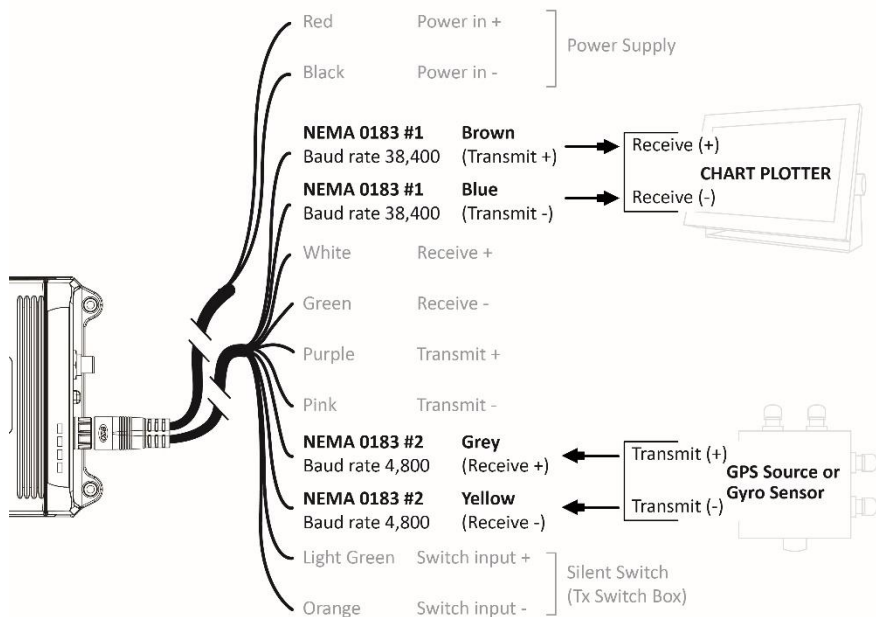 Red Power in +
Power Supply
Black Power in -
NEMA 0183 #1 Brown
Baud rate 38,400 (Transmit +)
Receive (+)
CHART PLOTTER
NEMA 0183 #1 Blue
Baud rate 38,400 (Transmit -)
Receive (-)
White Receive +
Green Receive -
Purple Transmit +
Pink Transmit -
NEMA 0183 #2 Grey
Baud rate 4,800 (Receive +)
Transmit (+)
GPS Source or
Gyro Sensor
NEMA 0183 #2 Yellow
Baud rate 4,800 (Receive -)
Transmit (-)
Light Green Switch input +
Silent Switch
(Tx Switch Box)
Orange Switch input -